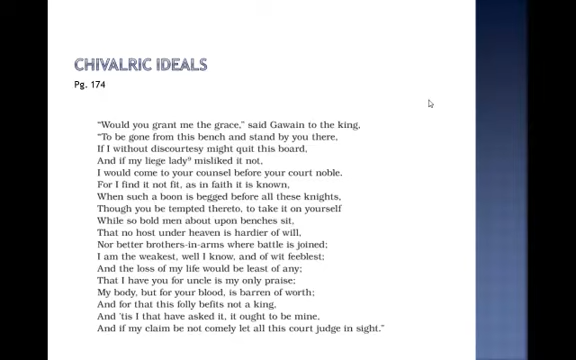 CHIVALRIC IDEALS
Pg. 174
"Would you grant me the grace," said Gawain to the king,
"To be gone from this bench and stand by you there,
If I without discourtesy might quit this board,
And if my liege lady⁹ misliked it not,
I would come to your counsel before your court noble.
For I find it not fit, as in faith it is known,
When such a boon is begged before all these knights,
Though you be tempted thereto, to take it on yourself
While so bold men about upon benches sit,
That no host under heaven is hardier of will,
Nor better brothers-in-arms where battle is joined;
I am the weakest, well I know, and of wit feeblest;
And the loss of my life would be least of any;
That I have you for uncle is my only praise;
My body, but for your blood, is barren of worth;
And for that this folly befits not a king,
And 'tis I that have asked it, it ought to be mine,
And if my claim be not comely let all this court judge in sight."